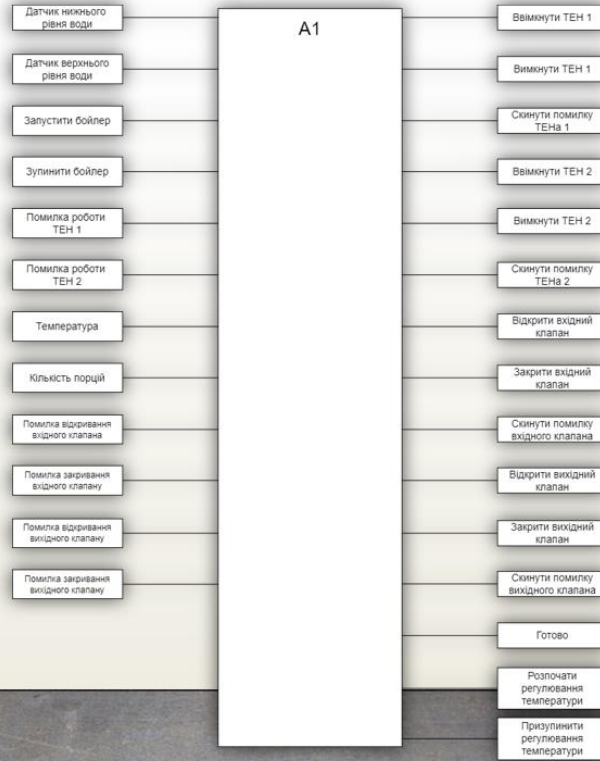 Датчик нижнього
рівня води
Датчик верхнього
рівня води
Запустити бойлер
Зупинити бойлер
Помилка роботи
ТЕН 1
Помилка роботи
ТЕН 2
Температура
Кількість порцій
Помилка відкривання
вхідного клапана
Помилка закривання
вхідного клапану
Помилка відкривання
вихідного клапану
Помилка закривання
вихідного клапану
А1
Ввімкнути ТЕН 1
Вимкнути ТЕН 1
Скинути помилку
ТЕНа 1
Ввімкнути ТЕН 2
Вимкнути ТЕН 2
Скинути помилку
ТЕНа 2
Відкрити вхідний
клапан
Закрити вхідний
клапан
Скинути помилку
вхідного клапана
Відкрити вихідний
клапан
Закрити вихідний
клапан
Скинути помилку
вихідного клапана
Готово
Розпочати
регулювання
температури
Призупинити
регулювання
температури